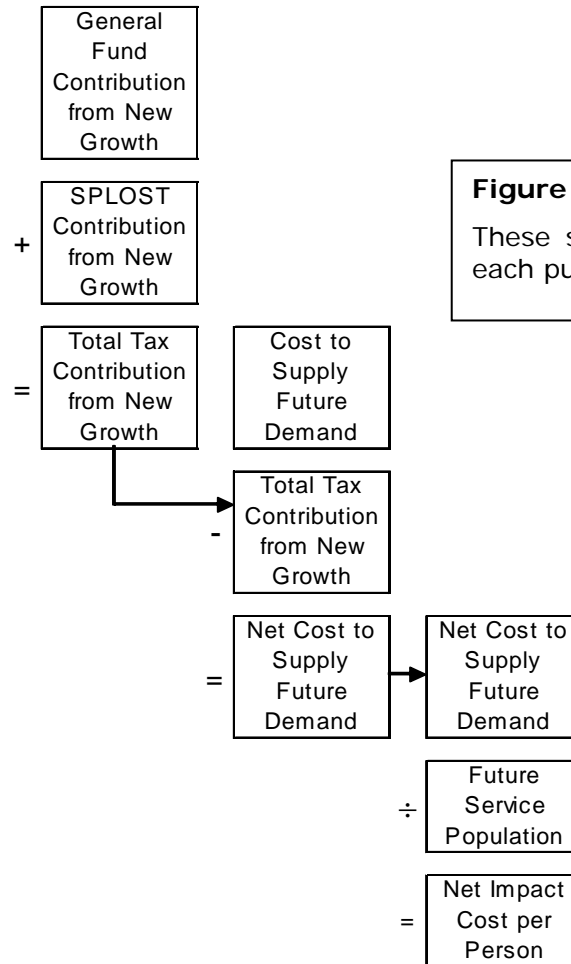 General
Fund
Contribution
from New
Growth
+
SPLOST
Contribution
from New
Growth
Figure
These
each
=
Total Tax
Contribution
from New
Growth
Cost to
Supply
Future
Demand
-
Total Tax
Contribution
from New
Growth
=
Net Cost to
Supply
Future
Demand
Net Cost to
Supply
Future
Demand
÷
Future
Service
Population
=
Net Impact
Cost per
Person